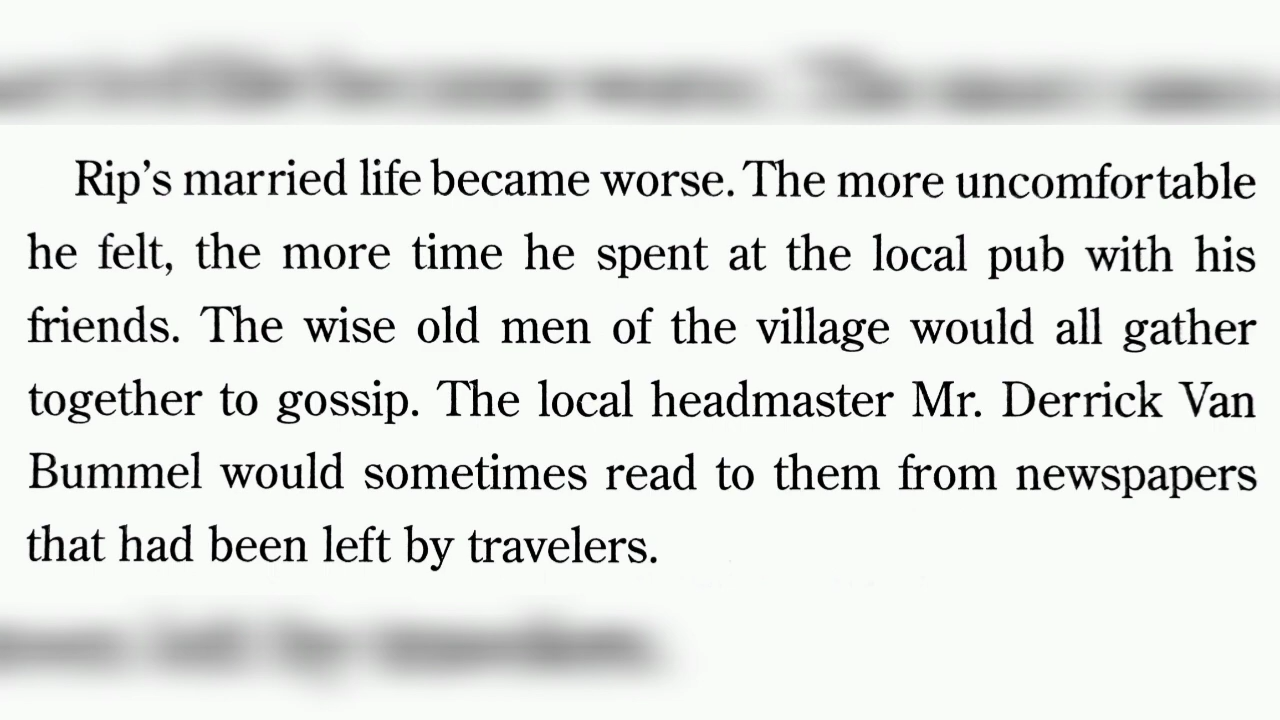 Rip's married life became worse. The more uncomfortable
he felt, the more time he spent at the local pub with his
friends. The wise old men of the village would all gather
together to gossip. The local headmaster Mr. Derrick Van
Bummel would sometimes read to them from newspapers
that had been left by travelers.